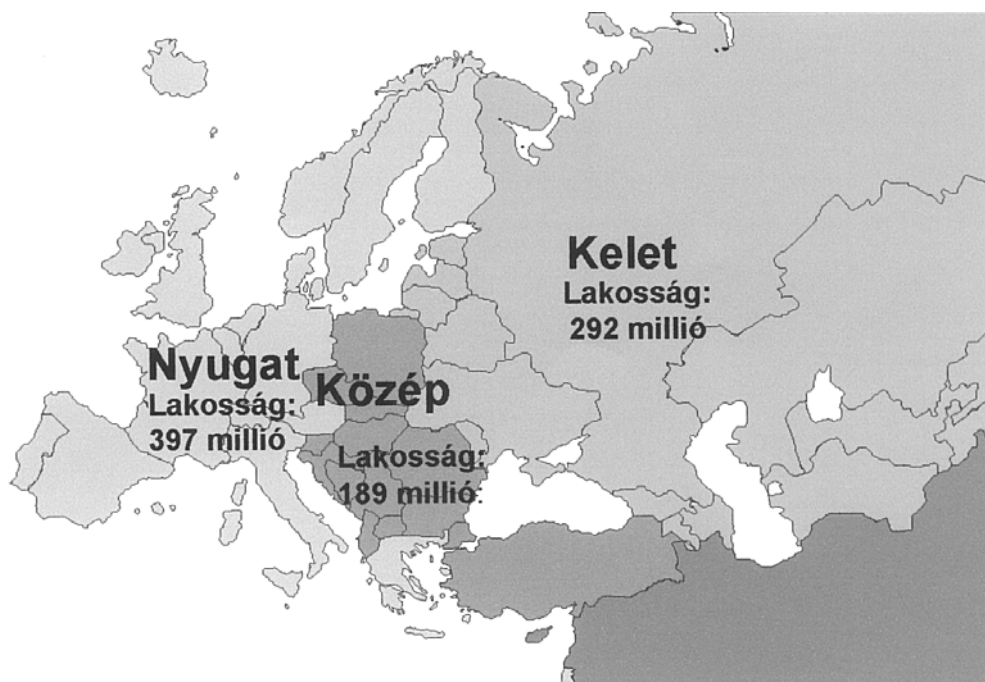 Kelet
Lakosság:
292 millió
Nyugat
Lakosság:
397 millió
Közép
Lakosság:
189 millió